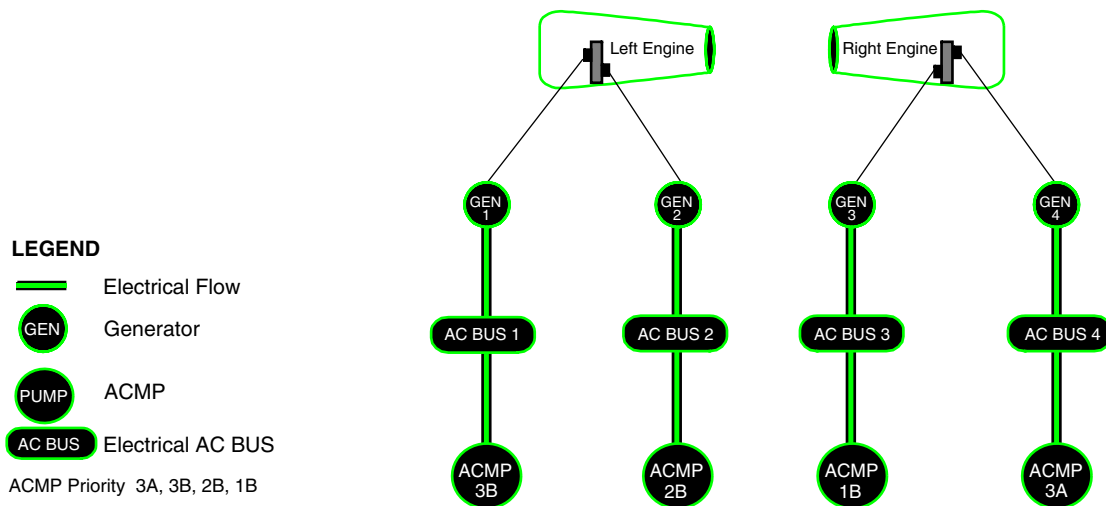 Left Engine
Right Engine
GEN
1
GEN
2
GEN
3
GEN
4
LEGEND
Electrical Flow
GEN
Generator
PUMP
ACMP
AC BUS
Electrical AC BUS
ACMP Priority 3A, 3B, 2B, 1B
AC BUS 1
AC BUS 2
AC BUS 3
AC BUS 4
ACMP
3B
ACMP
2B
ACMP
1B
ACMP
3A